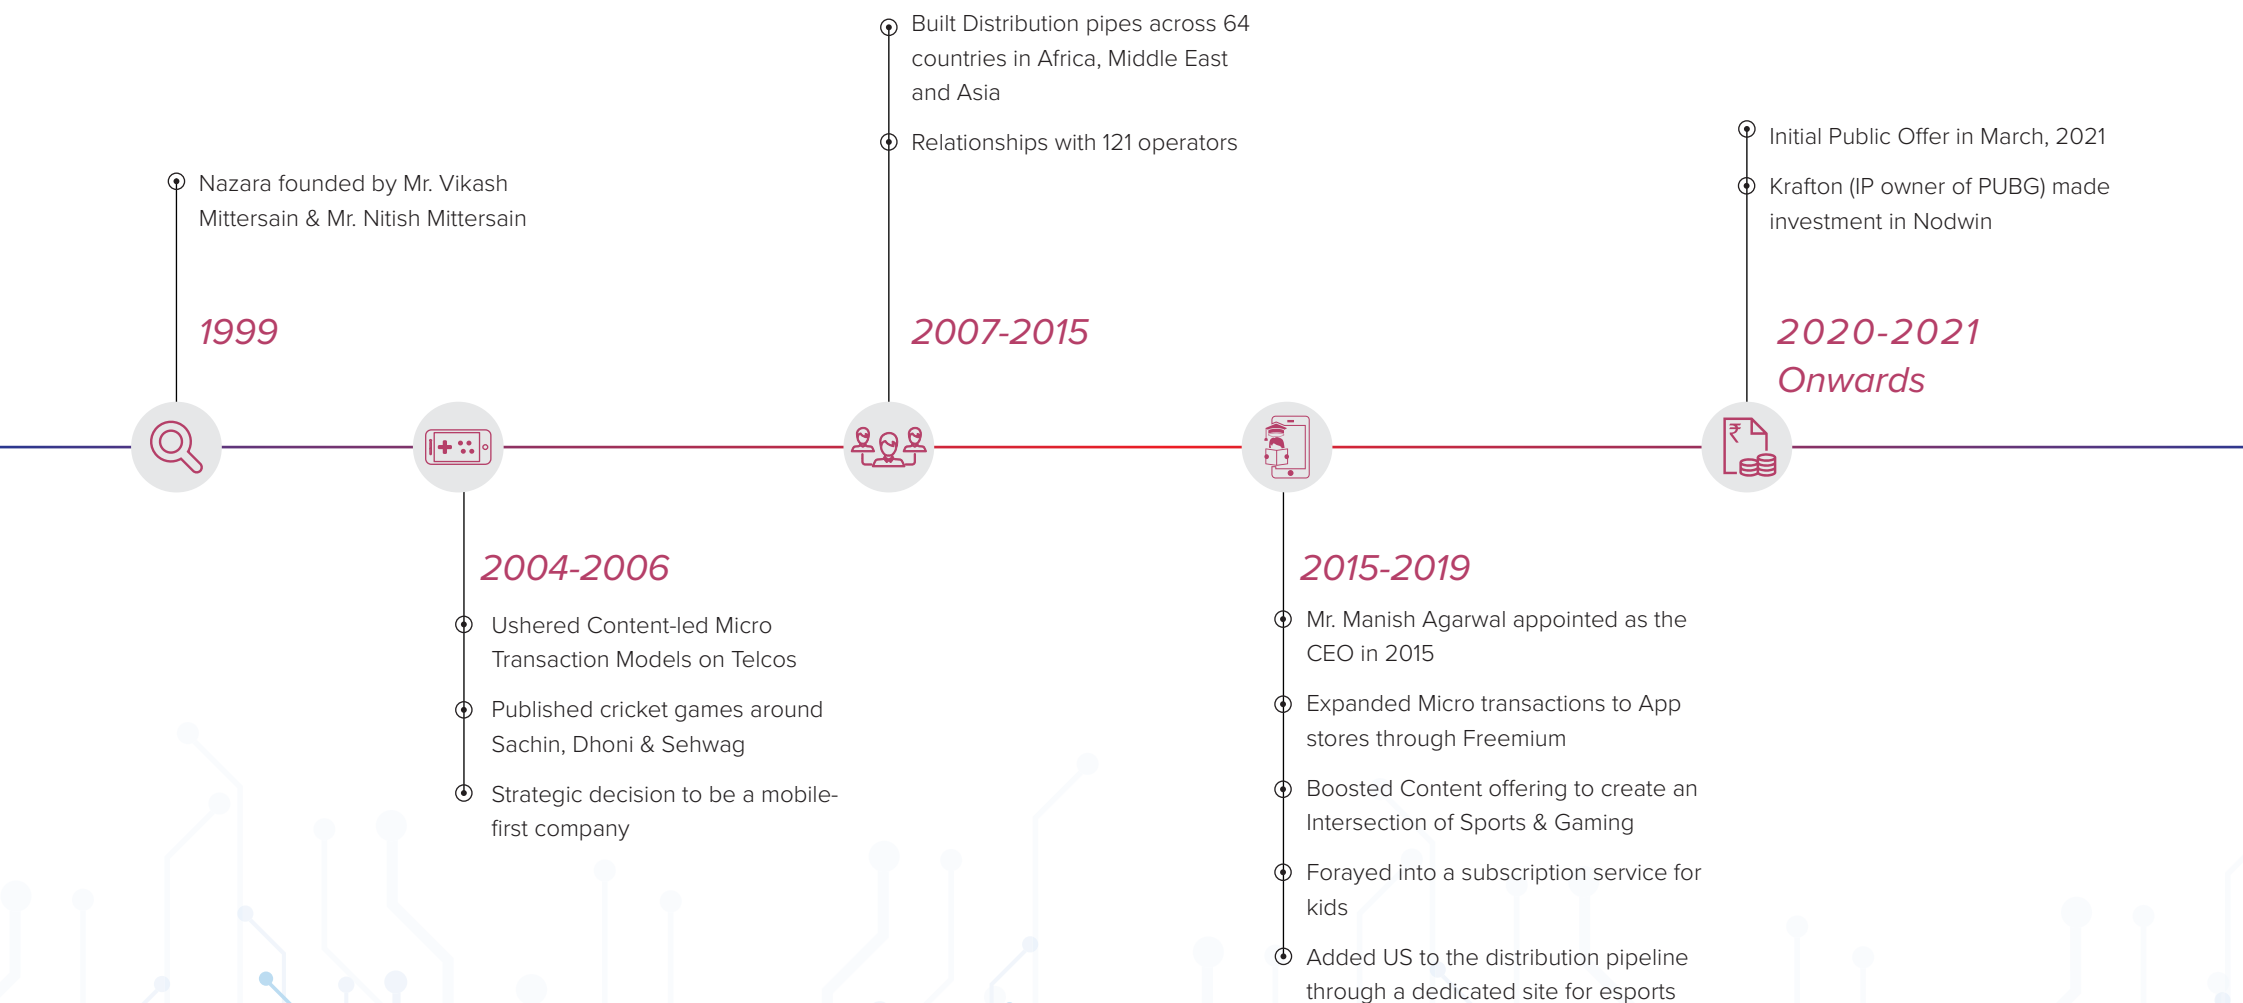 Nazara founded by Mr. Vikash
Mittersain & Mr. Nitish Mittersain
1999
2004-2006
Ushered Content-led Micro
Transaction Models on Telcos
Published cricket games around
Sachin, Dhoni & Sehwag
Strategic decision to be a mobile-
first company
Built Distribution pipes across 64
countries in Africa, Middle East
and Asia
Relationships with 121 operators
2007-2015
2015-2019
Mr. Manish Agarwal appointed as the
CEO in 2015
Expanded Micro transactions to App
stores through Freemium
Boosted Content offering to create an
Intersection of Sports & Gaming
Forayed into a subscription service for
kids
Added US to the distribution pipeline
through a dedicated site for esports
Initial Public Offer in March, 2021
Krafton (IP owner of PUBG) made
investment in Nodwin
2020-2021
Onwards
₹